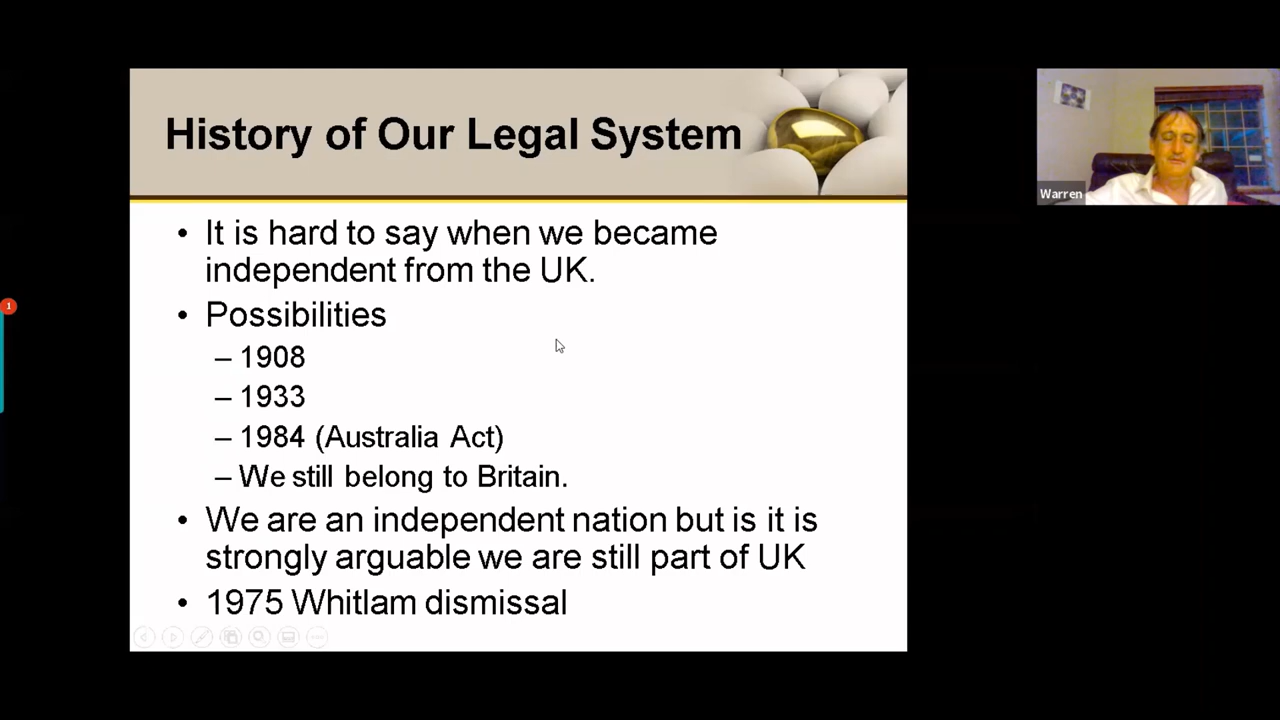 History of Our Legal System
• It is hard to say when we became
independent from the UK.
• Possibilities
– 1908
– 1933
– 1984 (Australia Act)
– We still belong to Britain.
• We are an independent nation but is it is
strongly arguable we are still part of UK
• 1975 Whitlam dismissal
Warren
1